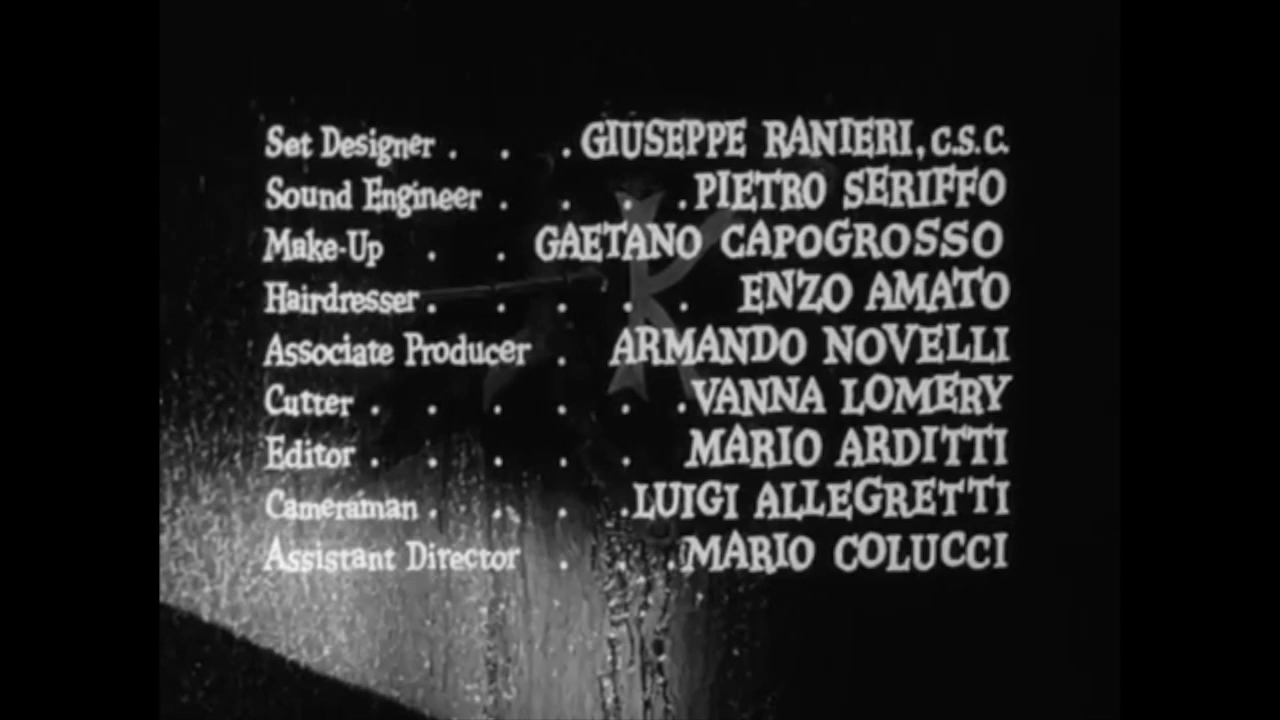 Set Designer . . . GIUSEPPE RANIERI, C.S.C.
Sound Engineer . . . . PIETRO SERIFFO
Make-Up . . GAETANO CAPOGROSSO
Hairdresser . . . . . ENZO AMATO
Associate Producer . ARMANDO NOVELLI
Cutter . . . . . . VANNA LOMERY
Editor . . . . . MARIO ARDITTI
Cameraman . . . . LUIGI ALLEGRETTI
Assistant Director . . . MARIO COLUCCI